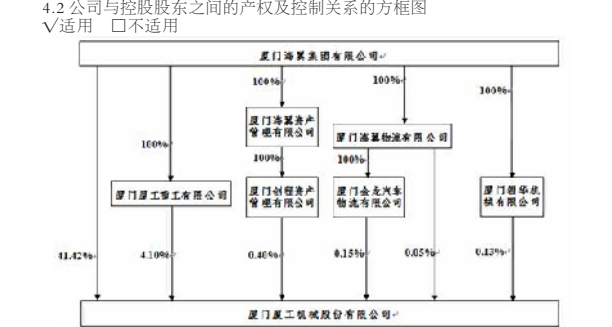 4.2 公司与控股股东之间的产权及控制关系的方框图
√适用 □不适用
厦门海翼集团有限公司
100%
100%
100%
厦门海翼资产
管理有限公司
厦门海翼物流有限公司
100%
100%
100%
厦门厦工重工有限公司
厦门创程资产
管理有限公司
厦门金龙汽车
物流有限公司
厦门
机
械有限公司
41.42%
4.10%
0.40%
0.15%
0.05%
0.13%
厦门厦工机械股份有限公司